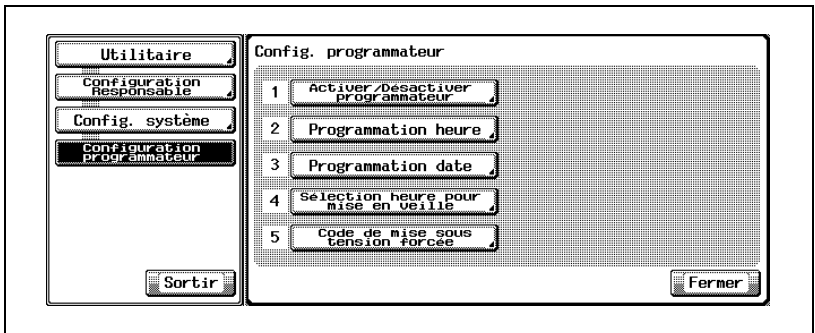 Utilitaire
Configuration
Responsable
Config. système
Configuration
programmateur
Sortir
Config. programmateur
1 Activer/Désactiver
programmateur
2 Programmation heure
3 Programmation date
4 Sélection heure pour
mise en veille
5 Code de mise sous
tension forcée
Fermer